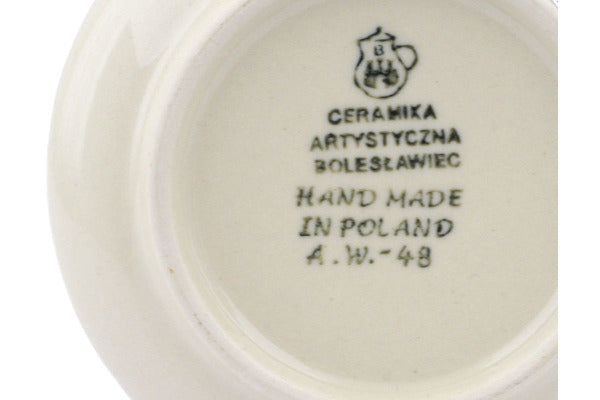 B
CERAMIKA
ARTYSTYCZNA
BOLESŁAWIEC
HAND MADE
IN POLAND
A.W.-48